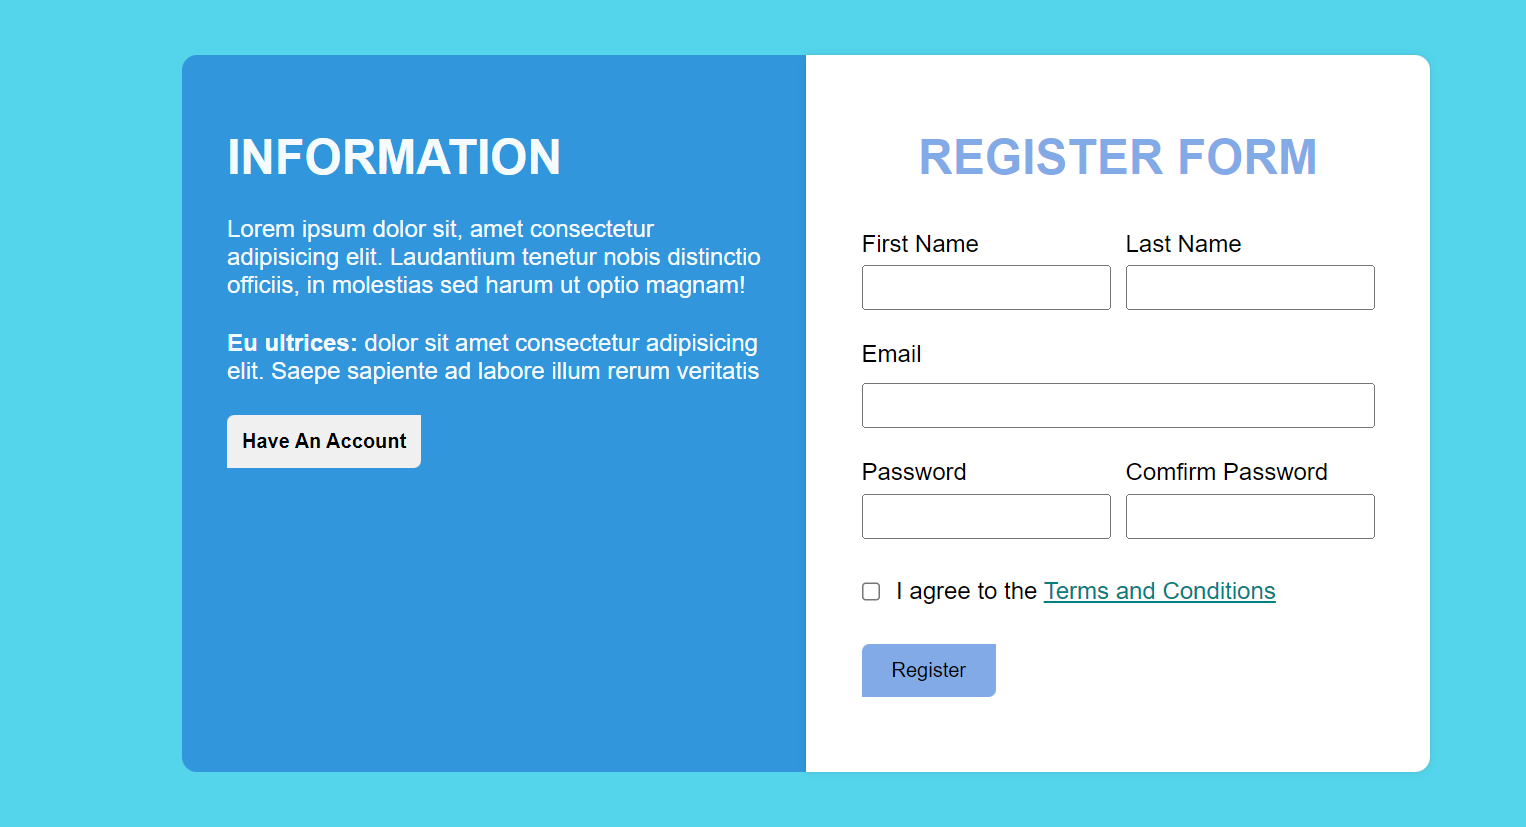 INFORMATION
Lorem ipsum dolor sit, amet consectetur
adipisicing elit. Laudantium tenetur nobis distinctio
officiis, in molestias sed harum ut optio magnam!
Eu ultrices: dolor sit amet consectetur adipisicing
elit. Saepe sapiente ad labore illum rerum veritatis
Have An Account
REGISTER FORM
First Name
Last Name
Email
Password
Comfirm Password
I agree to the Terms and Conditions
Register